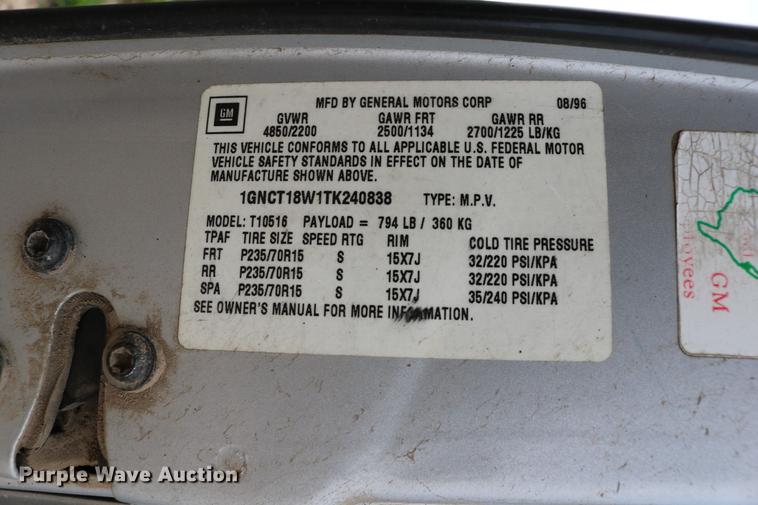 GM
MFD BY GENERAL MOTORS CORP 08/96
GVWR GAWR FRT GAWR RR
4850/2200 2500/1134 2700/1225 LB/KG
THIS VEHICLE CONFORMS TO ALL APPLICABLE U.S. FEDERAL MOTOR
VEHICLE SAFETY STANDARDS IN EFFECT ON THE DATE OF
MANUFACTURE SHOWN ABOVE.
1GNCT18W1TK240838 TYPE: M.P.V.
MODEL: T10516 PAYLOAD = 794 LB / 360 KG
TPAF TIRE SIZE SPEED RTG RIM COLD TIRE PRESSURE
FRT P235/70R15 S 15X7J 32/220 PSI/KPA
RR P235/70R15 S 15X7J 32/220 PSI/KPA
SPA P235/70R15 S 15X7J 35/240 PSI/KPA
SEE OWNER'S MANUAL FOR MORE INFORMATION.
GM
loyees
Purple Wave Auction